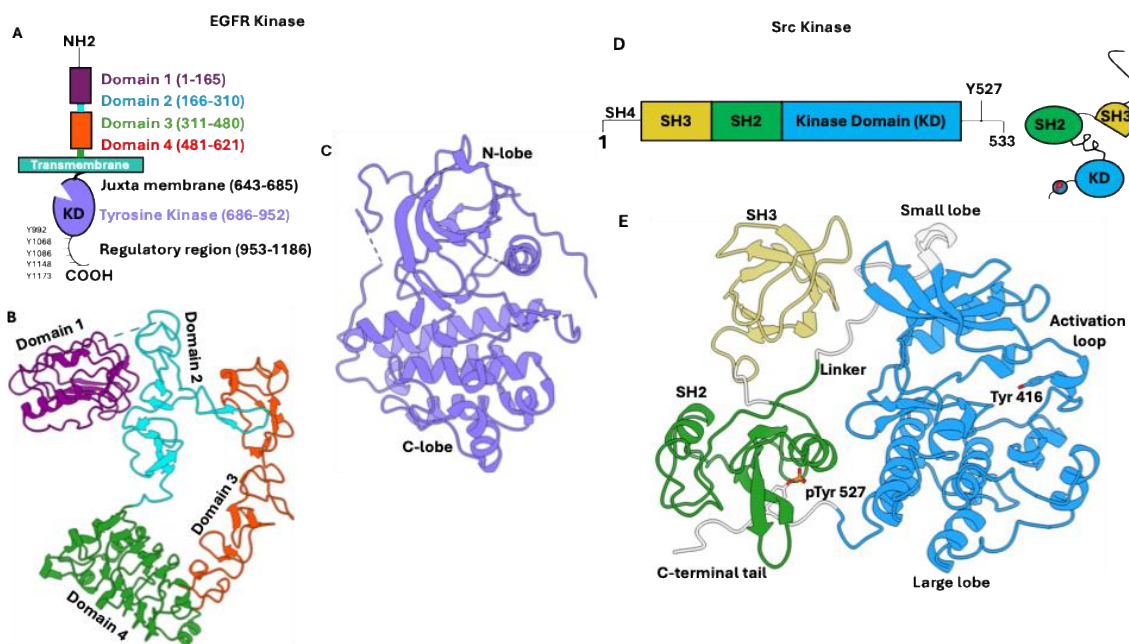 EGFR Kinase
A
NH2
Domain 1 (1-165)
Domain 2 (166-310)
Domain 3 (311-480)
Domain 4 (481-621)
Transmembrane
Juxta membrane (643-685)
KD
Tyrosine Kinase (686-952)
Y992
Y1068
Y1086
Y1148
Y1173
Regulatory region (953-1186)
COOH
B
Domain 1
Domain 2
Domain 3
Domain 4
C
N-lobe
C-lobe
Src Kinase
D
SH4
1
SH3
SH2
Kinase Domain (KD)
Y527
533
SH2
SH3
KD
P
E
SH3
Small lobe
Activation
loop
Linker
Tyr 416
SH2
pTyr 527
C-terminal tail
Large lobe